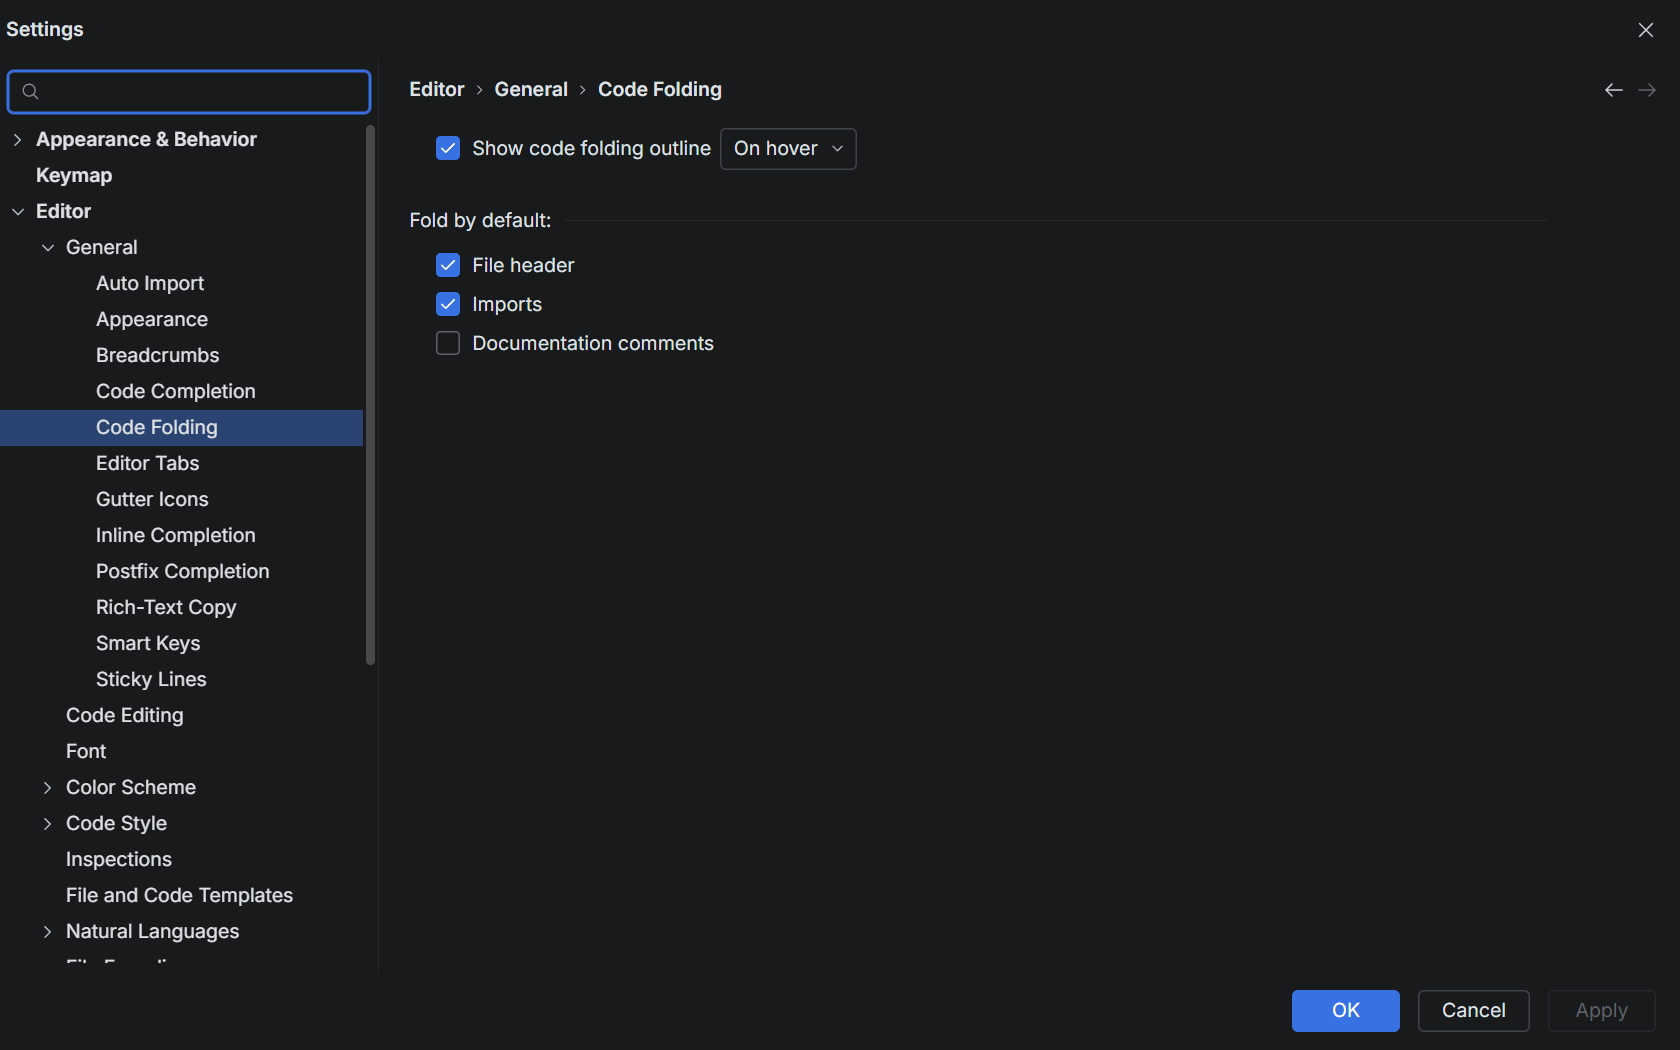 Settings
Appearance & Behavior
Keymap
Editor
General
Auto Import
Appearance
Breadcrumbs
Code Completion
Code Folding
Editor Tabs
Gutter Icons
Inline Completion
Postfix Completion
Rich-Text Copy
Smart Keys
Sticky Lines
Code Editing
Font
Color Scheme
Code Style
Inspections
File and Code Templates
Natural Languages
Editor › General › Code Folding
Show code folding outline On hover
Fold by default:
File header
Imports
Documentation comments
OK Cancel Apply